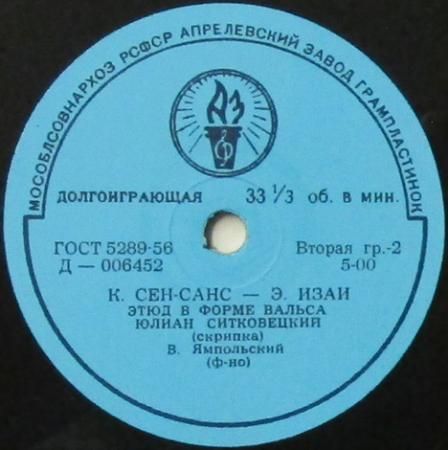 МОСОБЛСОВНАРХОЗ РСФСР АПРЕЛЕВСКИЙ ЗАВОД ГРАМПЛАСТИНОК
АЗ
ДОЛГОИГРАЮЩАЯ 33 1/3 об. в мин.
ГОСТ 5289-56 Вторая гр.-2
Д — 006452 5-00
К. СЕН-САНС — Э. ИЗАИ
ЭТЮД В ФОРМЕ ВАЛЬСА
ЮЛИАН СИТКОВЕЦКИЙ
(скрипка)
В. Ямпольский
(ф-но)